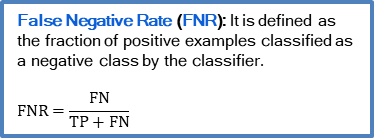 False Negative Rate (FNR): It is defined as
the fraction of positive examples classified as
a negative class by the classifier.
FNR = FN / TP + FN